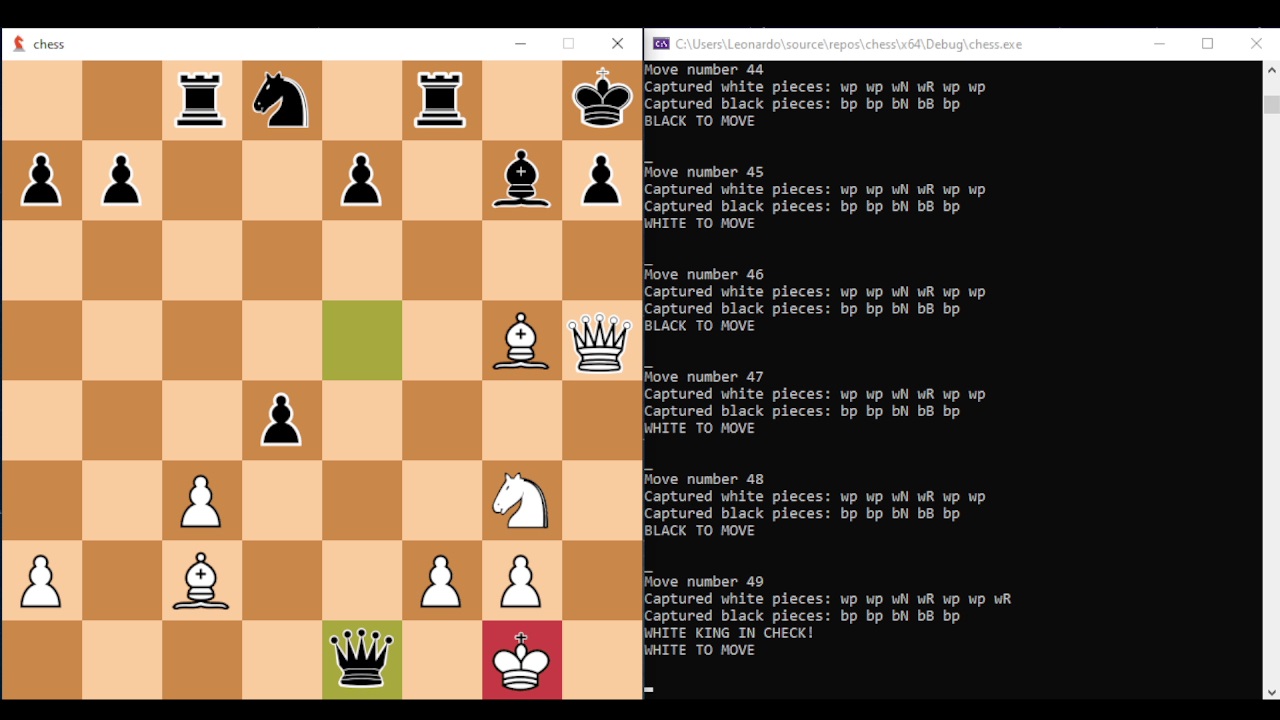 chess
C:\Users\Leonardo\source\repos\chess\x64\Debug\chess.exe
Move number 44
Captured white pieces: wp wp wN wR wp wp
Captured black pieces: bp bp bN bB bp
BLACK TO MOVE
_
Move number 45
Captured white pieces: wp wp wN wR wp wp
Captured black pieces: bp bp bN bB bp
WHITE TO MOVE
_
Move number 46
Captured white pieces: wp wp wN wR wp wp
Captured black pieces: bp bp bN bB bp
BLACK TO MOVE
_
Move number 47
Captured white pieces: wp wp wN wR wp wp
Captured black pieces: bp bp bN bB bp
WHITE TO MOVE
_
Move number 48
Captured white pieces: wp wp wN wR wp wp
Captured black pieces: bp bp bN bB bp
BLACK TO MOVE
_
Move number 49
Captured white pieces: wp wp wN wR wp wp wR
Captured black pieces: bp bp bN bB bp
WHITE KING IN CHECK!
WHITE TO MOVE